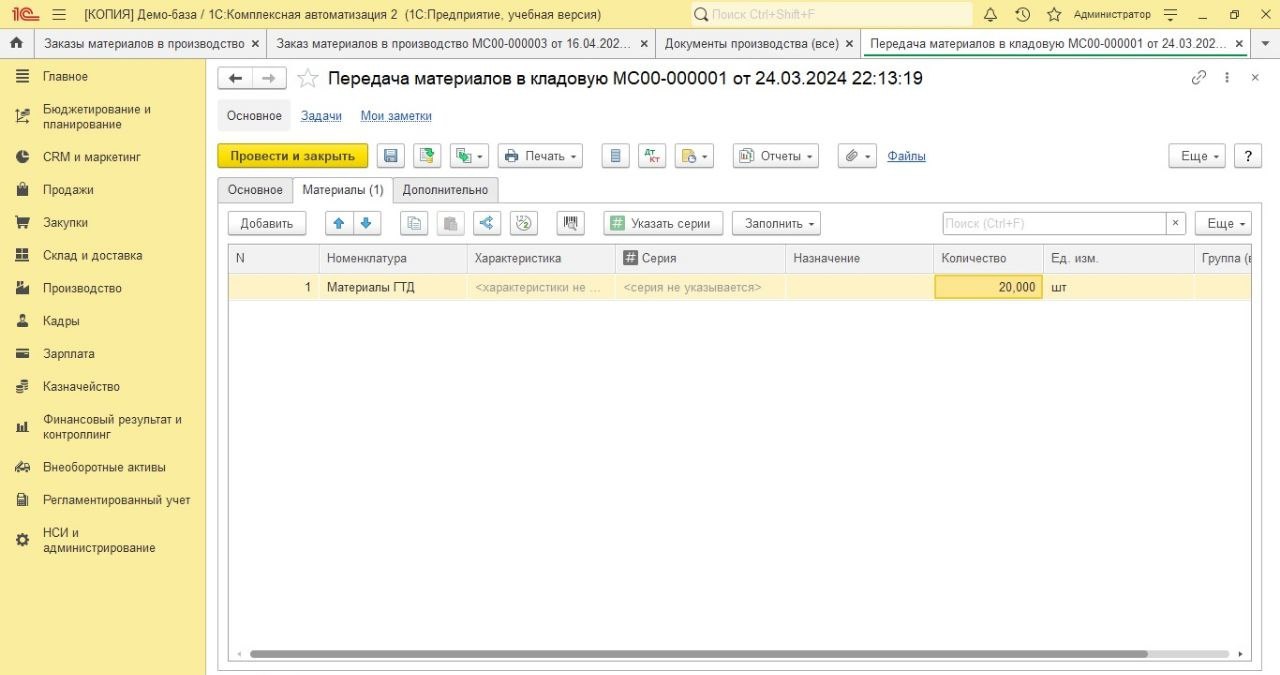 [КОПИЯ] Демо-база / 1С:Комплексная автоматизация 2 (1С:Предприятие, учебная версия)
Поиск Ctrl+Shift+F
Администратор
Заказы материалов в производство
Заказ материалов в производство МС00-000003 от 16.04.202...
Документы производства (все)
Передача материалов в кладовую МС00-000001 от 24.03.202...
Главное
Бюджетирование и
планирование
CRM и маркетинг
Продажи
Закупки
Склад и доставка
Производство
Кадры
Зарплата
Казначейство
Финансовый результат и
контроллинг
Внеоборотные активы
Регламентированный учет
НСИ и
администрирование
Передача материалов в кладовую МС00-000001 от 24.03.2024 22:13:19
Основное Задачи Мои заметки
Провести и закрыть Печать Дт Кт Отчеты Файлы Еще ?
Основное Материалы (1) Дополнительно
Добавить Указать серии Заполнить Поиск (Ctrl+F) × Еще
N Номенклатура Характеристика Серия Назначение Количество Ед. изм. Группа (
1 Материалы ГТД <характеристики не ... <серия не указывается> 20,000 шт